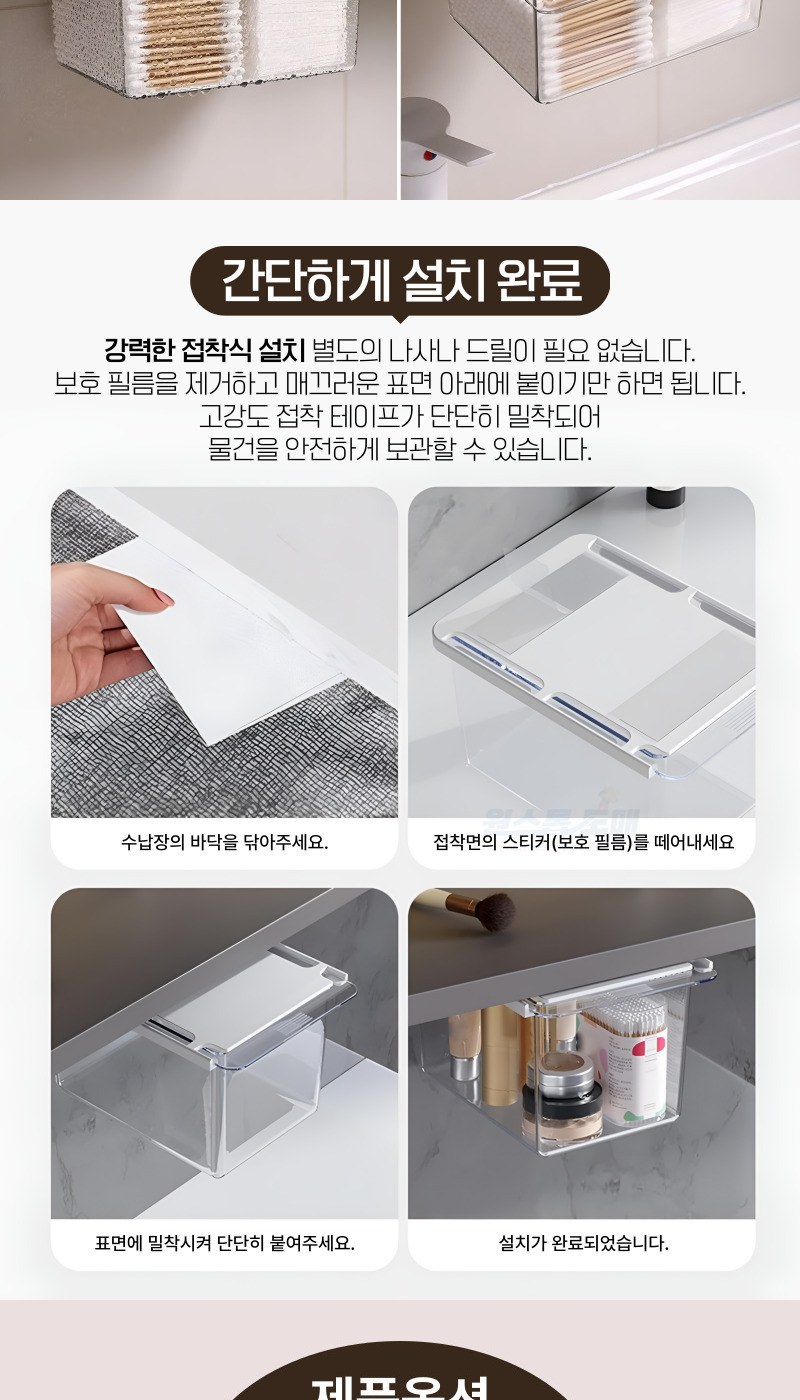 간단하게 설치 완료
강력한 접착식 설치 별도의 나사나 드릴이 필요 없습니다.
보호 필름을 제거하고 매끄러운 표면 아래에 붙이기만 하면 됩니다.
고강도 접착 테이프가 단단히 밀착되어
물건을 안전하게 보관할 수 있습니다.
수납장의 바닥을 닦아주세요.
접착면의 스티커(보호 필름)를 떼어내세요
표면에 밀착시켜 단단히 붙여주세요.
설치가 완료되었습니다.
제품옵션